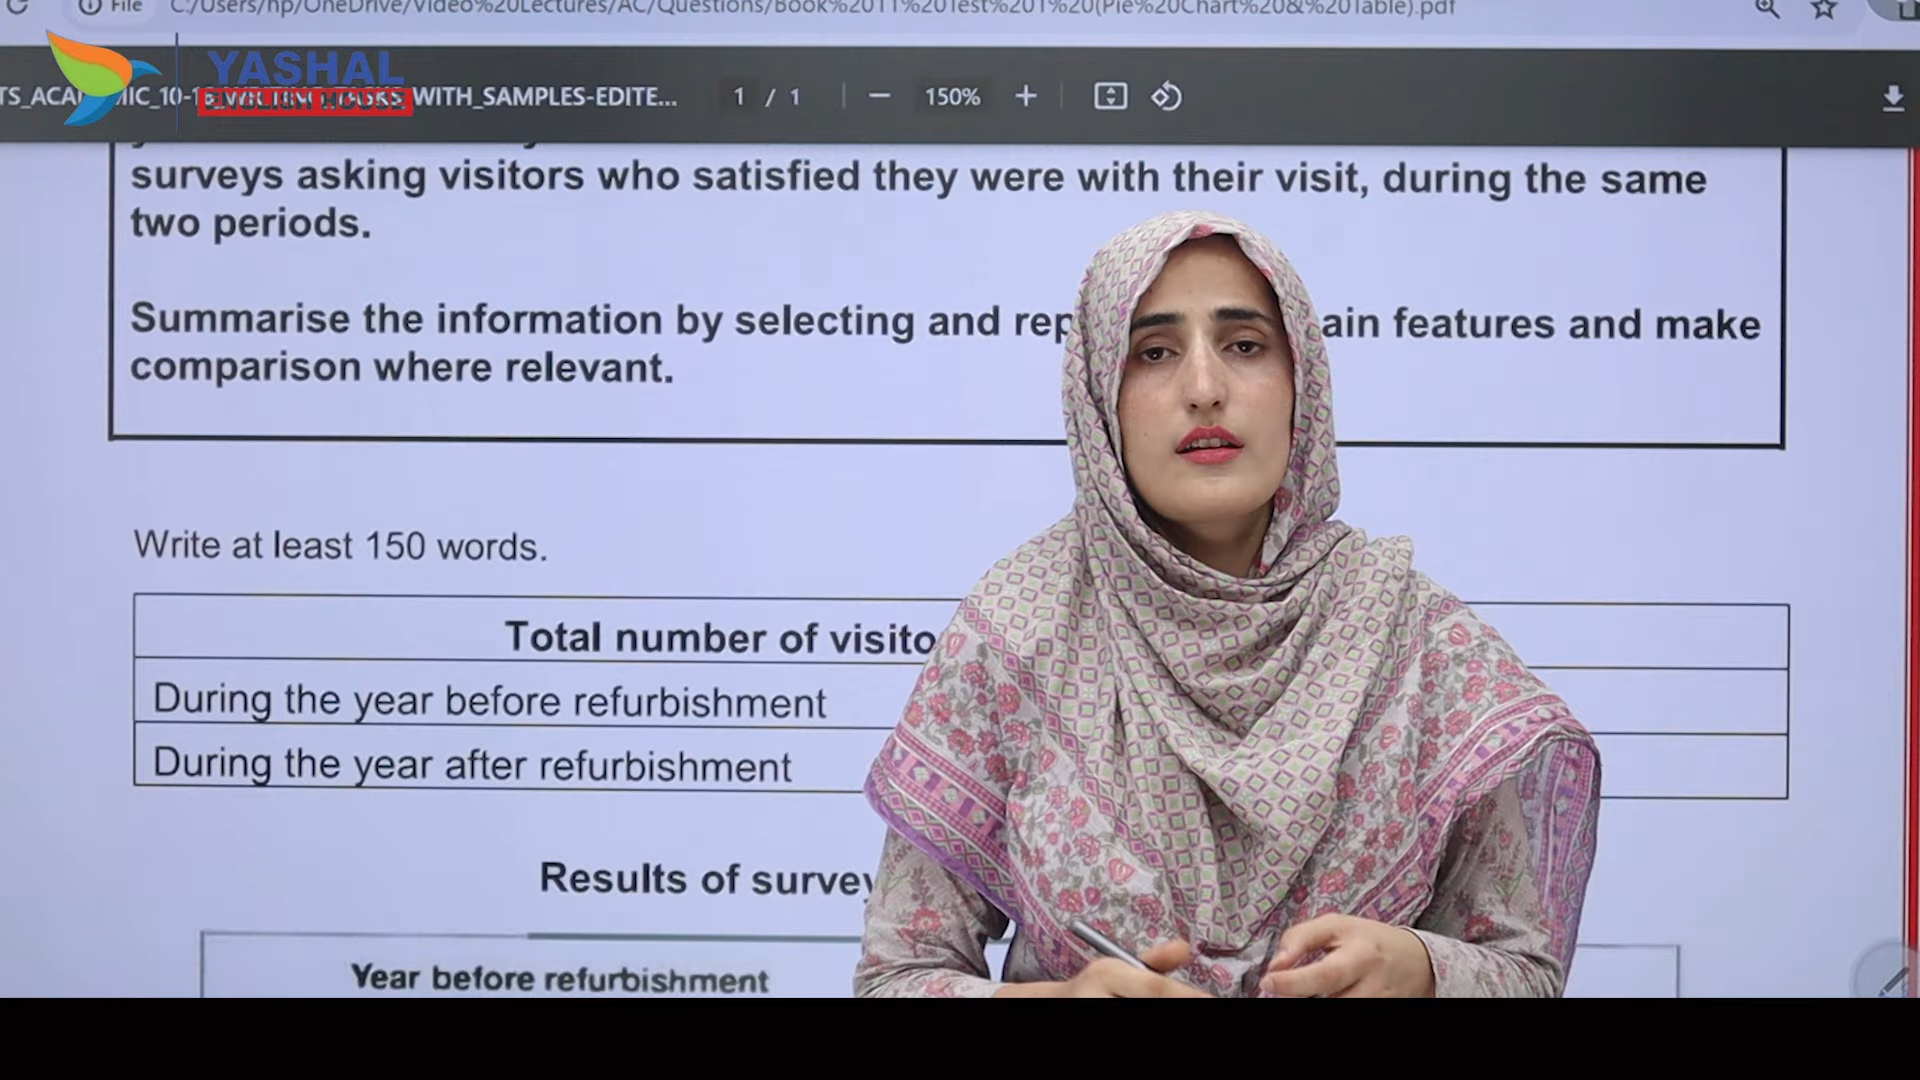 File C:/Users/hp/OneDrive/Video%20Lectures/AC/Questions/Book%2011%20Test%201%20(Pie%20Chart%20&%20Table).pdf
YASHAL
ENGLISH HOUSE
WITH_SAMPLES-EDITE...
1 / 1
150%
surveys asking visitors who satisfied they were with their visit, during the same
two periods.
Summarise the information by selecting and rep ain features and make
comparison where relevant.
Write at least 150 words.
Total number of visito
During the year before refurbishment
During the year after refurbishment
Results of survey
Year before refurbishment